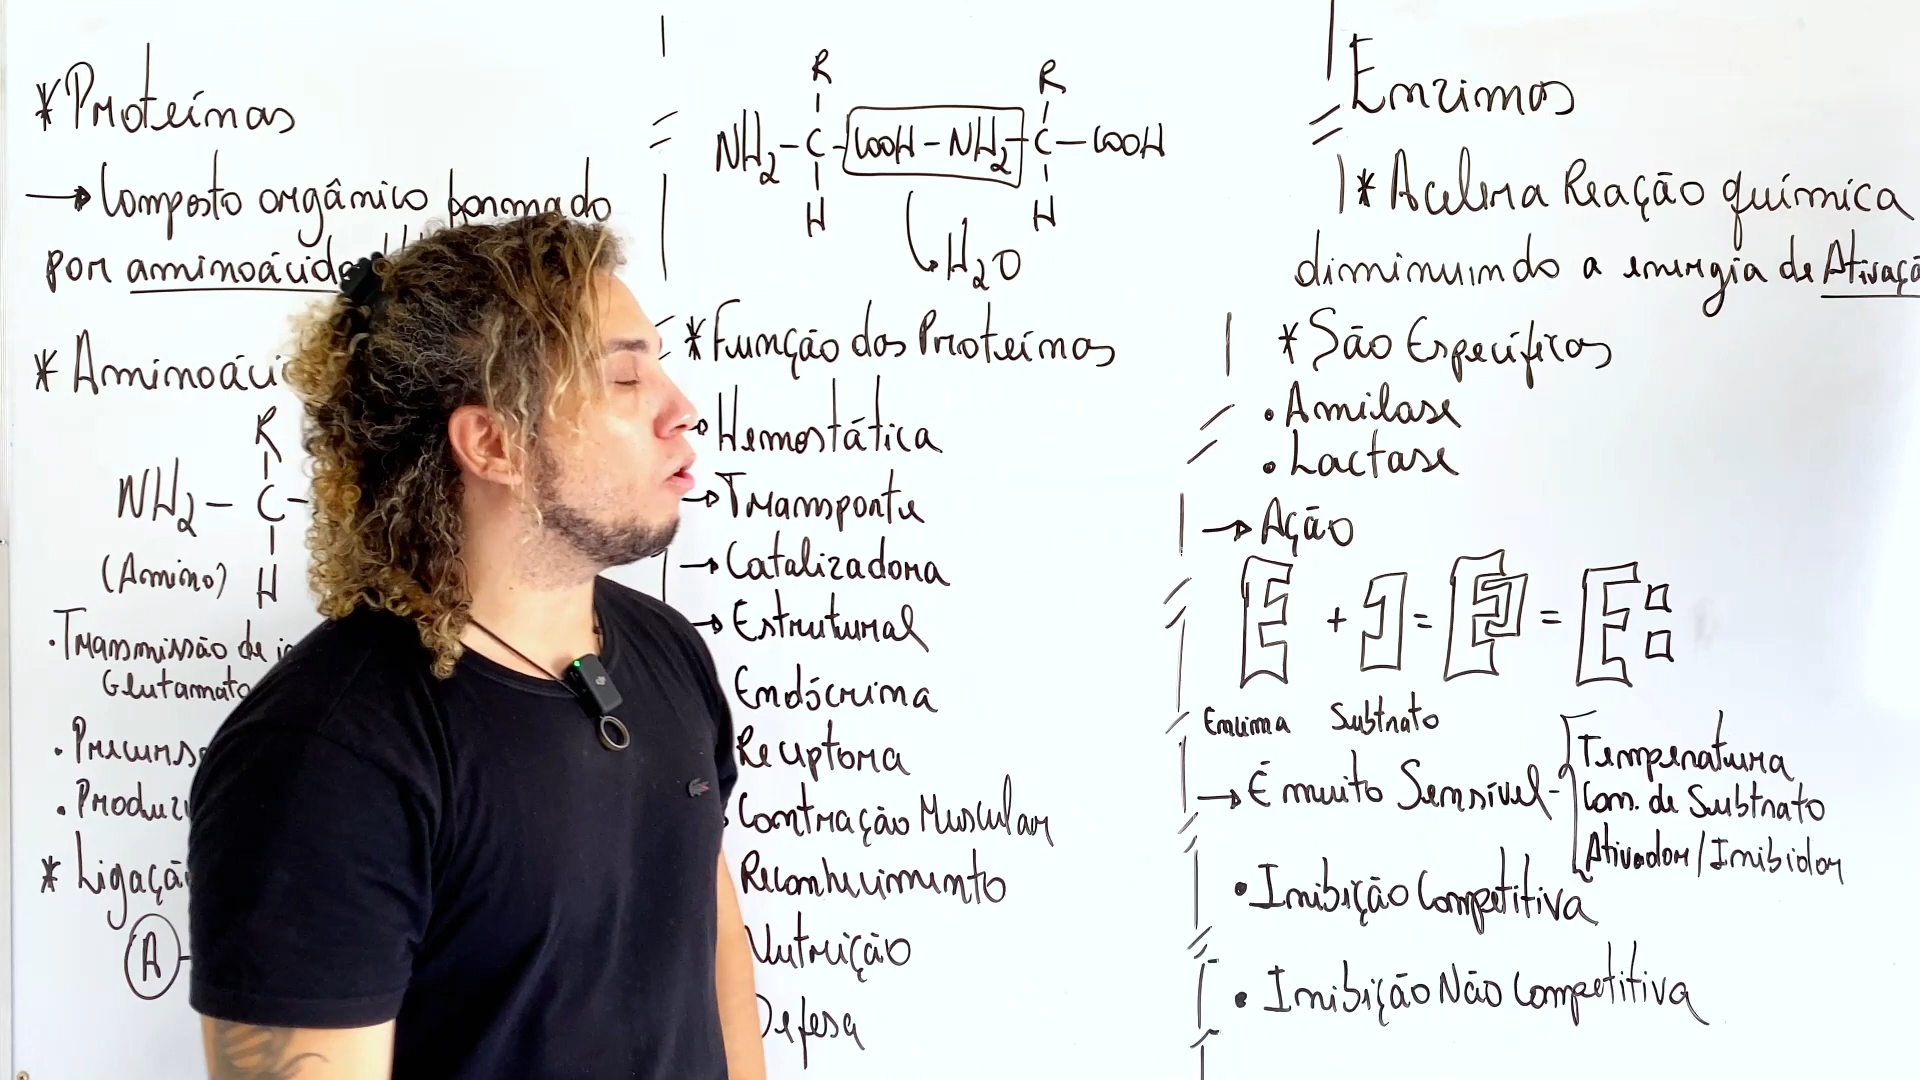 * Proteínas
→ Composto orgânico formado
por aminoácido
* Aminoáci
R
NH2 - C -
(Amino)
H
• Transmissão de i
Glutamato
• Precurs
• Produz
* Ligaçã
A
R R
NH2 - C - COOH - NH2 - C - COOH
H H
H2O
* Função das Proteínas
→ Hemostática
→ Transporte
→ Catalizadora
→ Estrutural
Endócrina
Receptora
Contração Muscular
Reconhecimento
Nutrição
Defesa
Enzimas
* Acelera Reação química
diminuindo a energia de Ativaçã
* São Específicas
• Amilase
• Lactase
→ Ação
+ = =
Enzima Substrato
→ É muito Sensível -
Temperatura
Con. de Substrato
Ativador/Inibidor
• Inibição Competitiva
• Inibição Não Competitiva